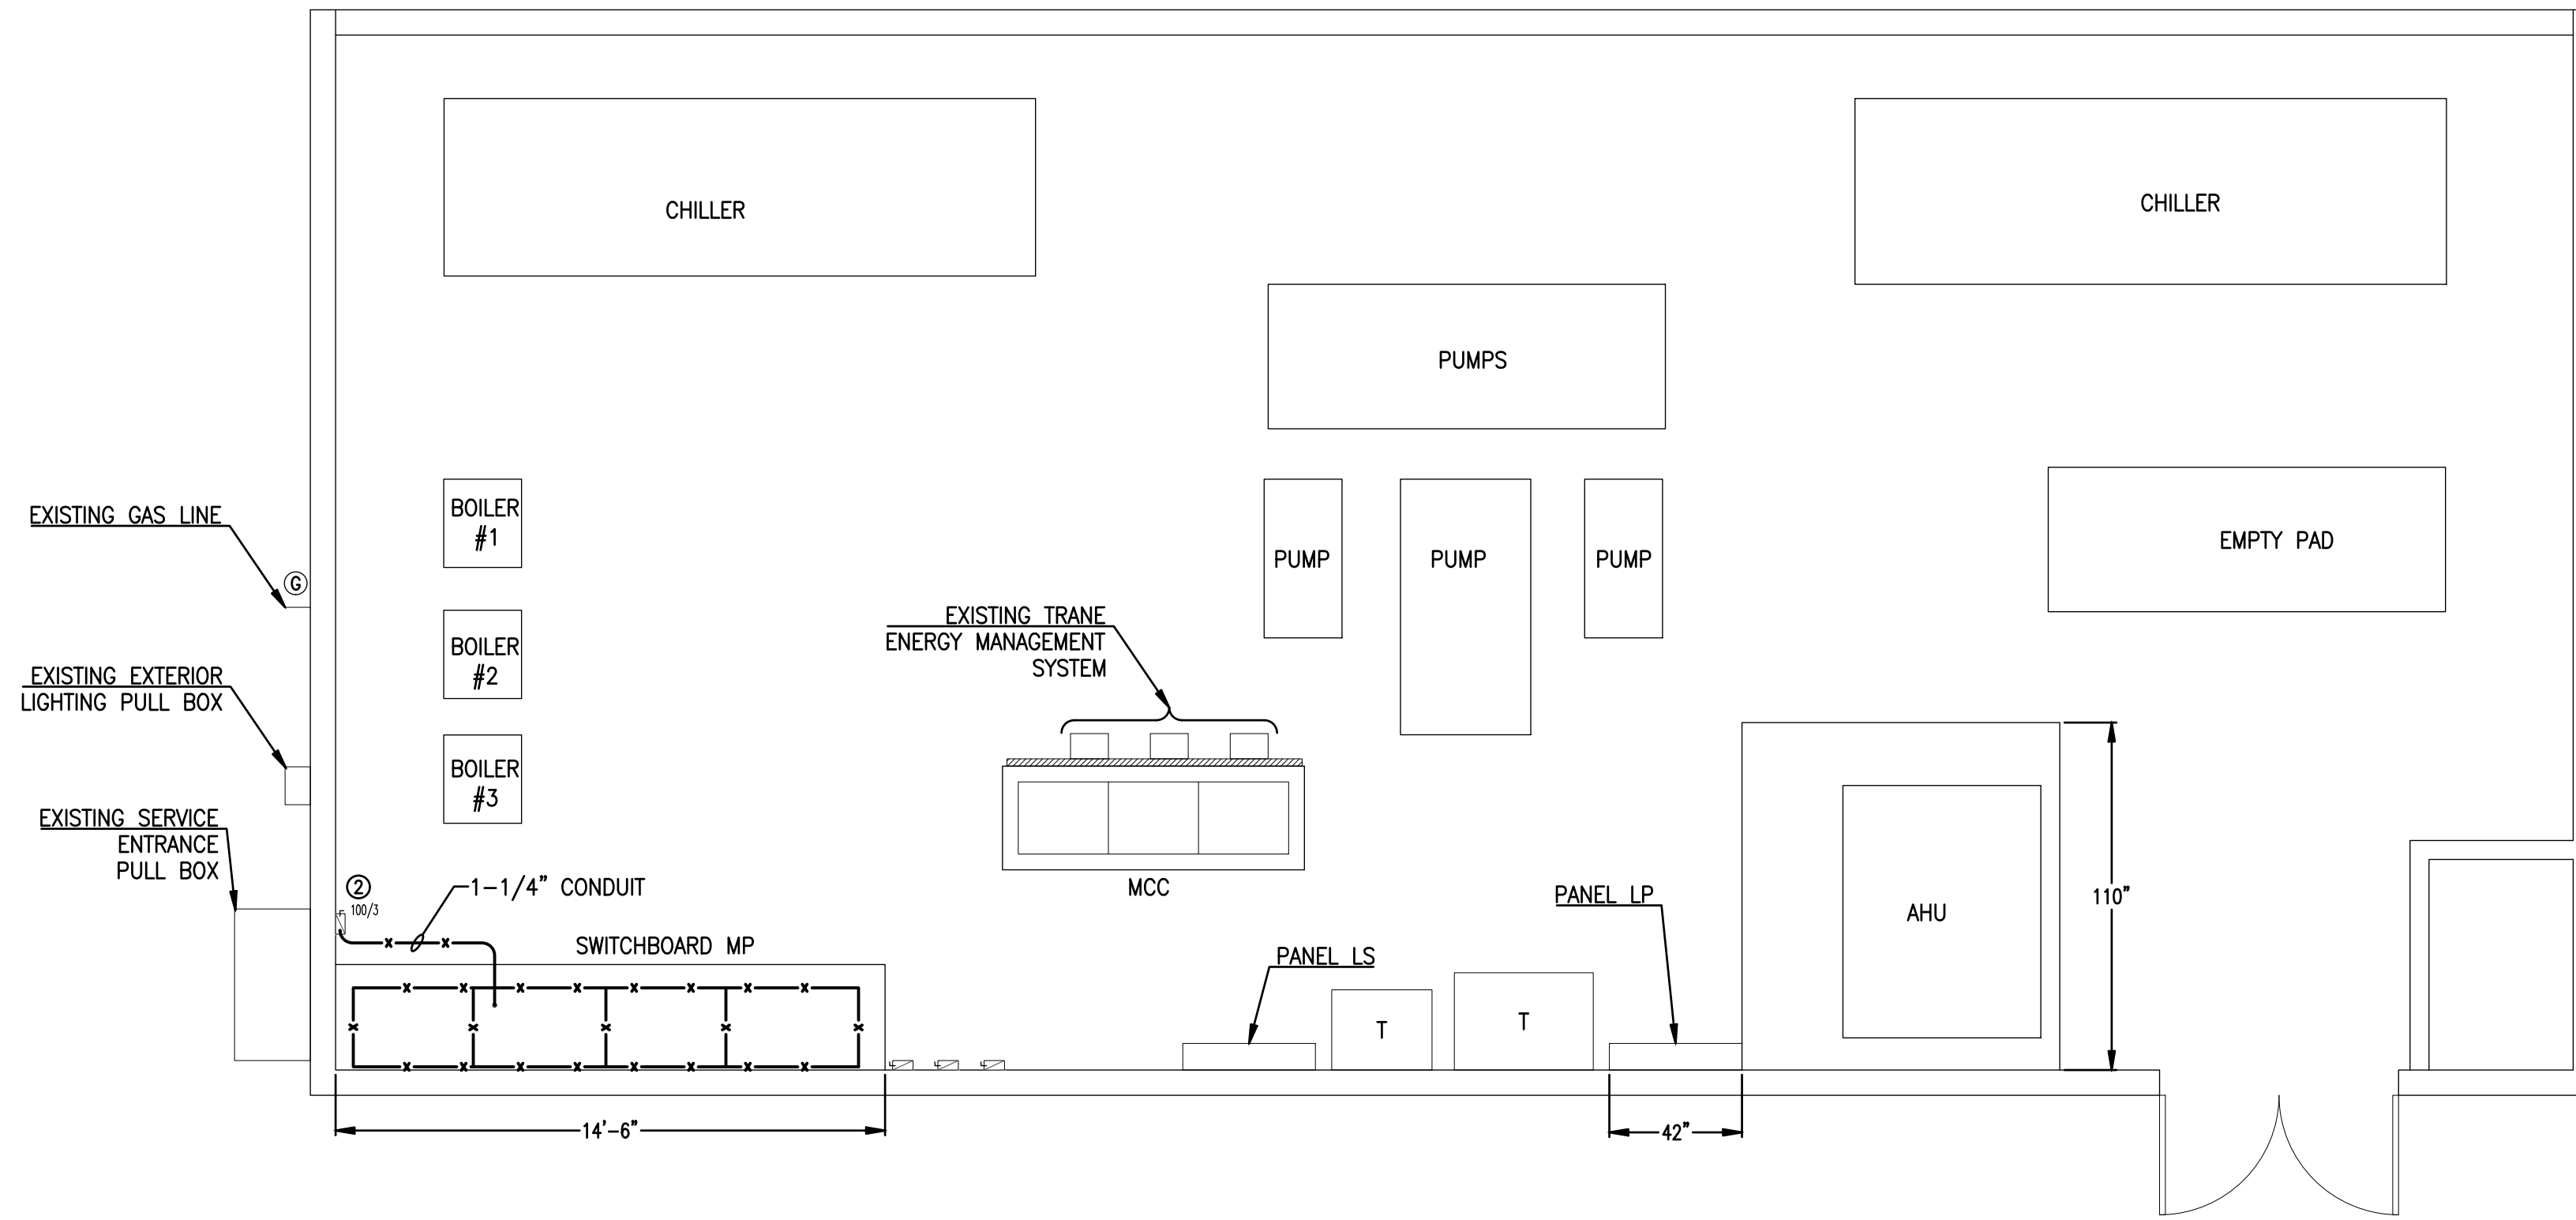 CHILLER
CHILLER
PUMPS
EXISTING GAS LINE
G
BOILER
#1
PUMP
PUMP
PUMP
EMPTY PAD
EXISTING EXTERIOR
LIGHTING PULL BOX
BOILER
#2
EXISTING TRANE
ENERGY MANAGEMENT
SYSTEM
BOILER
#3
EXISTING SERVICE
ENTRANCE
PULL BOX
2
100/3
1-1/4" CONDUIT
MCC
SWITCHBOARD MP
PANEL LS
T
T
PANEL LP
AHU
110"
14'-6"
42"